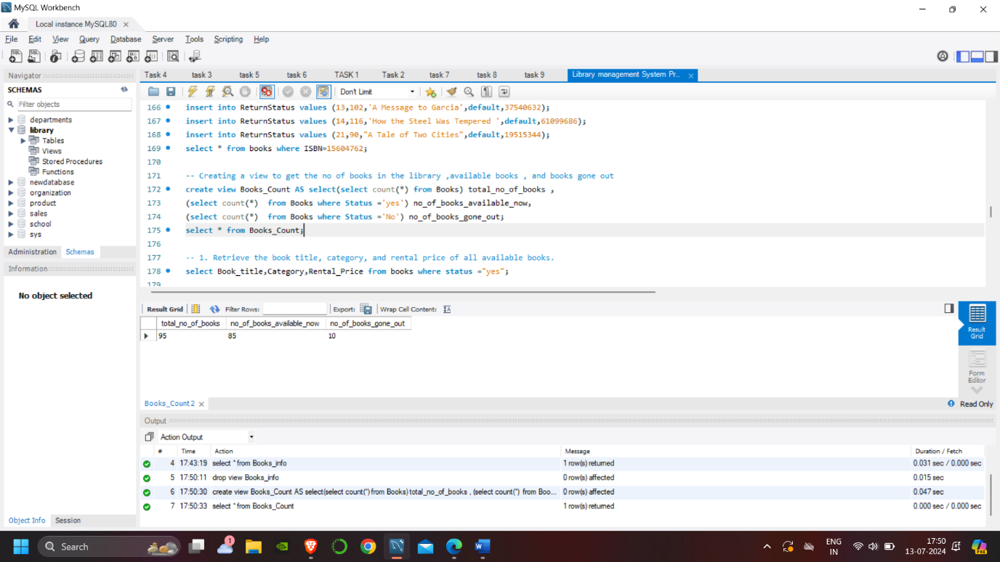 MySQL Workbench
Local instance MySQL80
File Edit View Query Database Server Tools Scripting Help
Navigator
SCHEMAS
Filter objects
departments
library
Tables
Views
Stored Procedures
Functions
newdatabase
organization
product
sales
school
sys
Administration Schemas
Information
No object selected
Object Info Session
Task 4 task 3 task 5 task 6 TASK 1 Task 2 task 7 task 8 task 9 Library management System Pr...
Don't Limit
166 insert into ReturnStatus values (13,102,'A Message to Garcia',default,37540632);
167 insert into ReturnStatus values (14,116,'How the Steel Was Tempered ',default,61099686);
168 insert into ReturnStatus values (21,90,"A Tale of Two Cities",default,19515344);
169 select * from books where ISBN=15604762;
170
171 -- Creating a view to get the no of books in the library ,available books , and books gone out
172 create view Books_Count AS select(select count(*) from Books) total_no_of_books ,
173 (select count(*)  from Books where Status ='yes') no_of_books_available_now,
174 (select count(*)  from Books where Status ='No') no_of_books_gone_out;
175 select * from Books_Count;
176
177 -- 1. Retrieve the book title, category, and rental price of all available books.
178 select Book_title,Category,Rental_Price from books where status ="yes";
179
Result Grid Filter Rows: Export: Wrap Cell Content:
total_no_of_books no_of_books_available_now no_of_books_gone_out
95 85 10
Result Grid
Form Editor
Books_Count 2
Read Only
Output
Action Output
# Time Action Message Duration / Fetch
4 17:43:19 select * from Books_info 1 row(s) returned 0.031 sec / 0.000 sec
5 17:50:11 drop view Books_info 0 row(s) affected 0.015 sec
6 17:50:30 create view Books_Count AS select(select count(*) from Books) total_no_of_books , (select count(*)  from Boo... 0 row(s) affected 0.047 sec
7 17:50:33 select * from Books_Count 1 row(s) returned 0.000 sec / 0.000 sec
Search
1
ENG
IN
17:50
13-07-2024
PRE